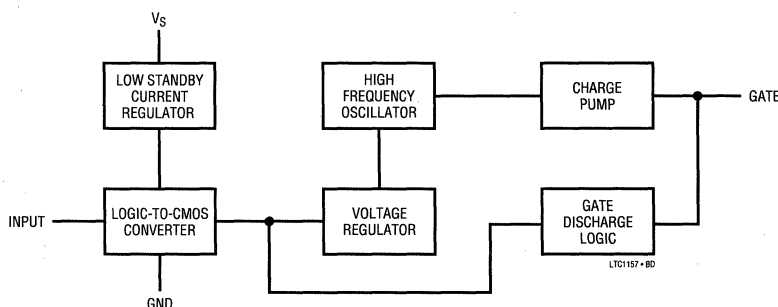 VS
LOW STANDBY
CURRENT
REGULATOR
HIGH
FREQUENCY
OSCILLATOR
CHARGE
PUMP
GATE
INPUT
LOGIC-TO-CMOS
CONVERTER
VOLTAGE
REGULATOR
GATE
DISCHARGE
LOGIC
LTC1157 • BD
GND